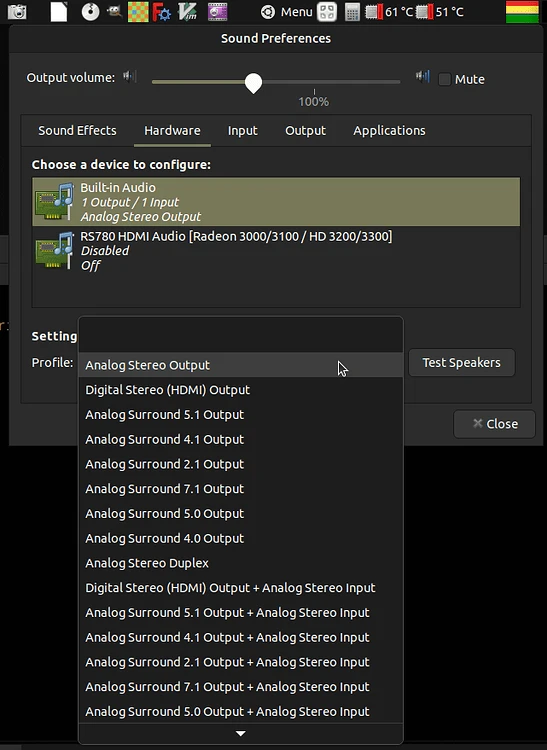 Menu
61 °C
51 °C
Sound Preferences
Output volume:
Mute
100%
Sound Effects
Hardware
Input
Output
Applications
Choose a device to configure:
Built-in Audio
1 Output / 1 Input
Analog Stereo Output
RS780 HDMI Audio [Radeon 3000/3100 / HD 3200/3300]
Disabled
Off
Setting
Profile:
Test Speakers
Close
Analog Stereo Output
Digital Stereo (HDMI) Output
Analog Surround 5.1 Output
Analog Surround 4.1 Output
Analog Surround 2.1 Output
Analog Surround 7.1 Output
Analog Surround 5.0 Output
Analog Surround 4.0 Output
Analog Stereo Duplex
Digital Stereo (HDMI) Output + Analog Stereo Input
Analog Surround 5.1 Output + Analog Stereo Input
Analog Surround 4.1 Output + Analog Stereo Input
Analog Surround 2.1 Output + Analog Stereo Input
Analog Surround 7.1 Output + Analog Stereo Input
Analog Surround 5.0 Output + Analog Stereo Input